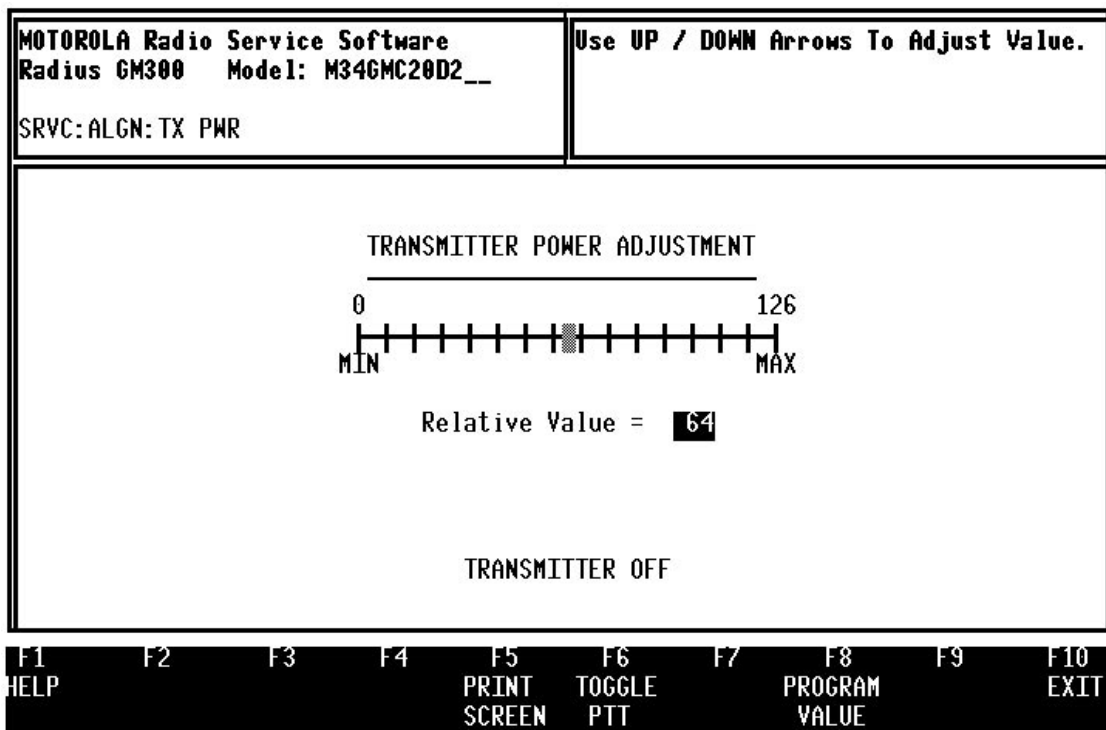 MOTOROLA Radio Service Software
Radius GM300 Model: M34GMC20D2__
SRVC:ALGN:TX PWR
Use UP / DOWN Arrows To Adjust Value.
TRANSMITTER POWER ADJUSTMENT
0 126
MIN MAX
Relative Value = 64
TRANSMITTER OFF
F1 F2 F3 F4 F5 F6 F7 F8 F9 F10
HELP PRINT TOGGLE PROGRAM EXIT
SCREEN PTT VALUE